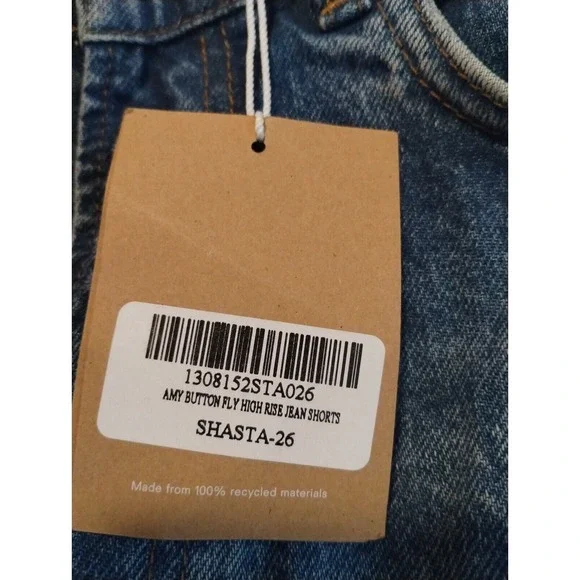 1308152STA026
AMY BUTTON FLY HIGH RISE JEAN SHORTS
SHASTA-26
Made from 100% recycled materials